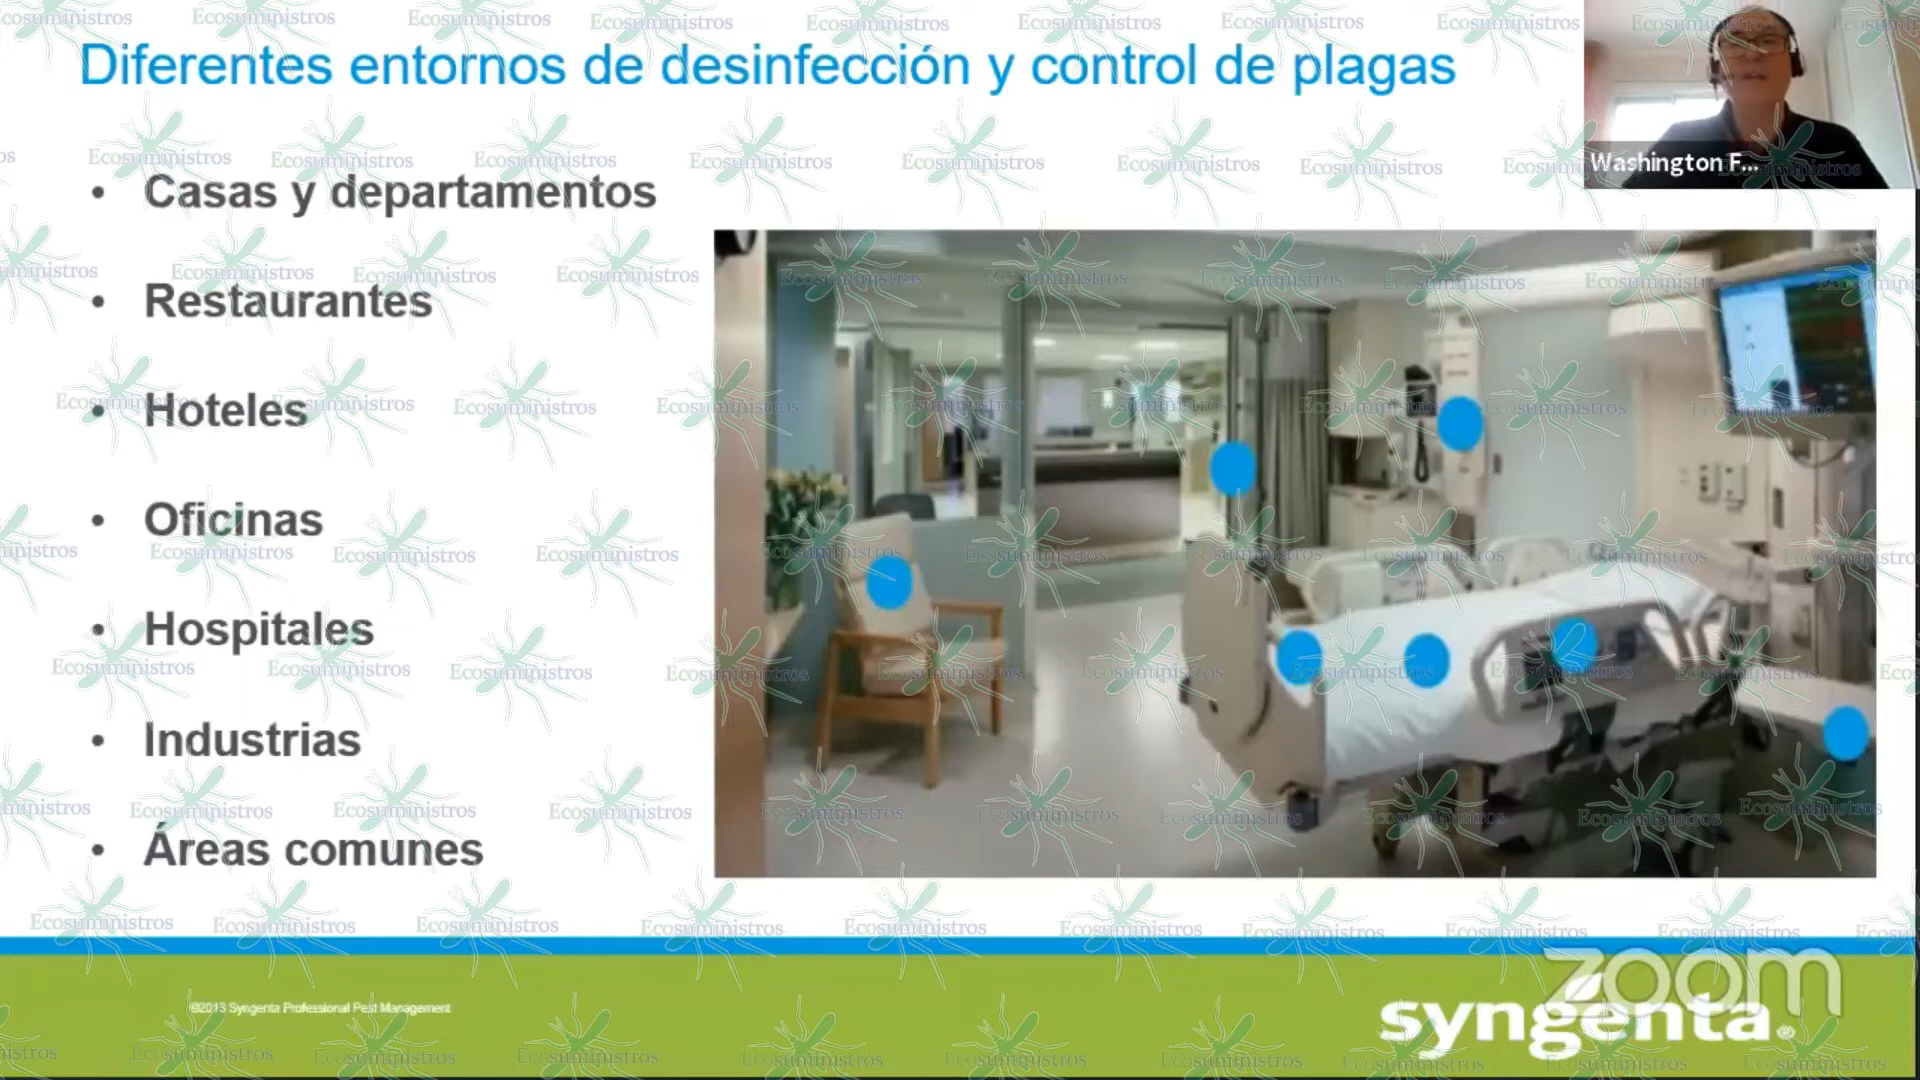 Diferentes entornos de desinfección y control de plagas
Washington F...
• Casas y departamentos
• Restaurantes
• Hoteles
• Oficinas
• Hospitales
• Industrias
• Áreas comunes
Ecosuministros
©2013 Syngenta Professional Pest Management
zoom
syngenta®